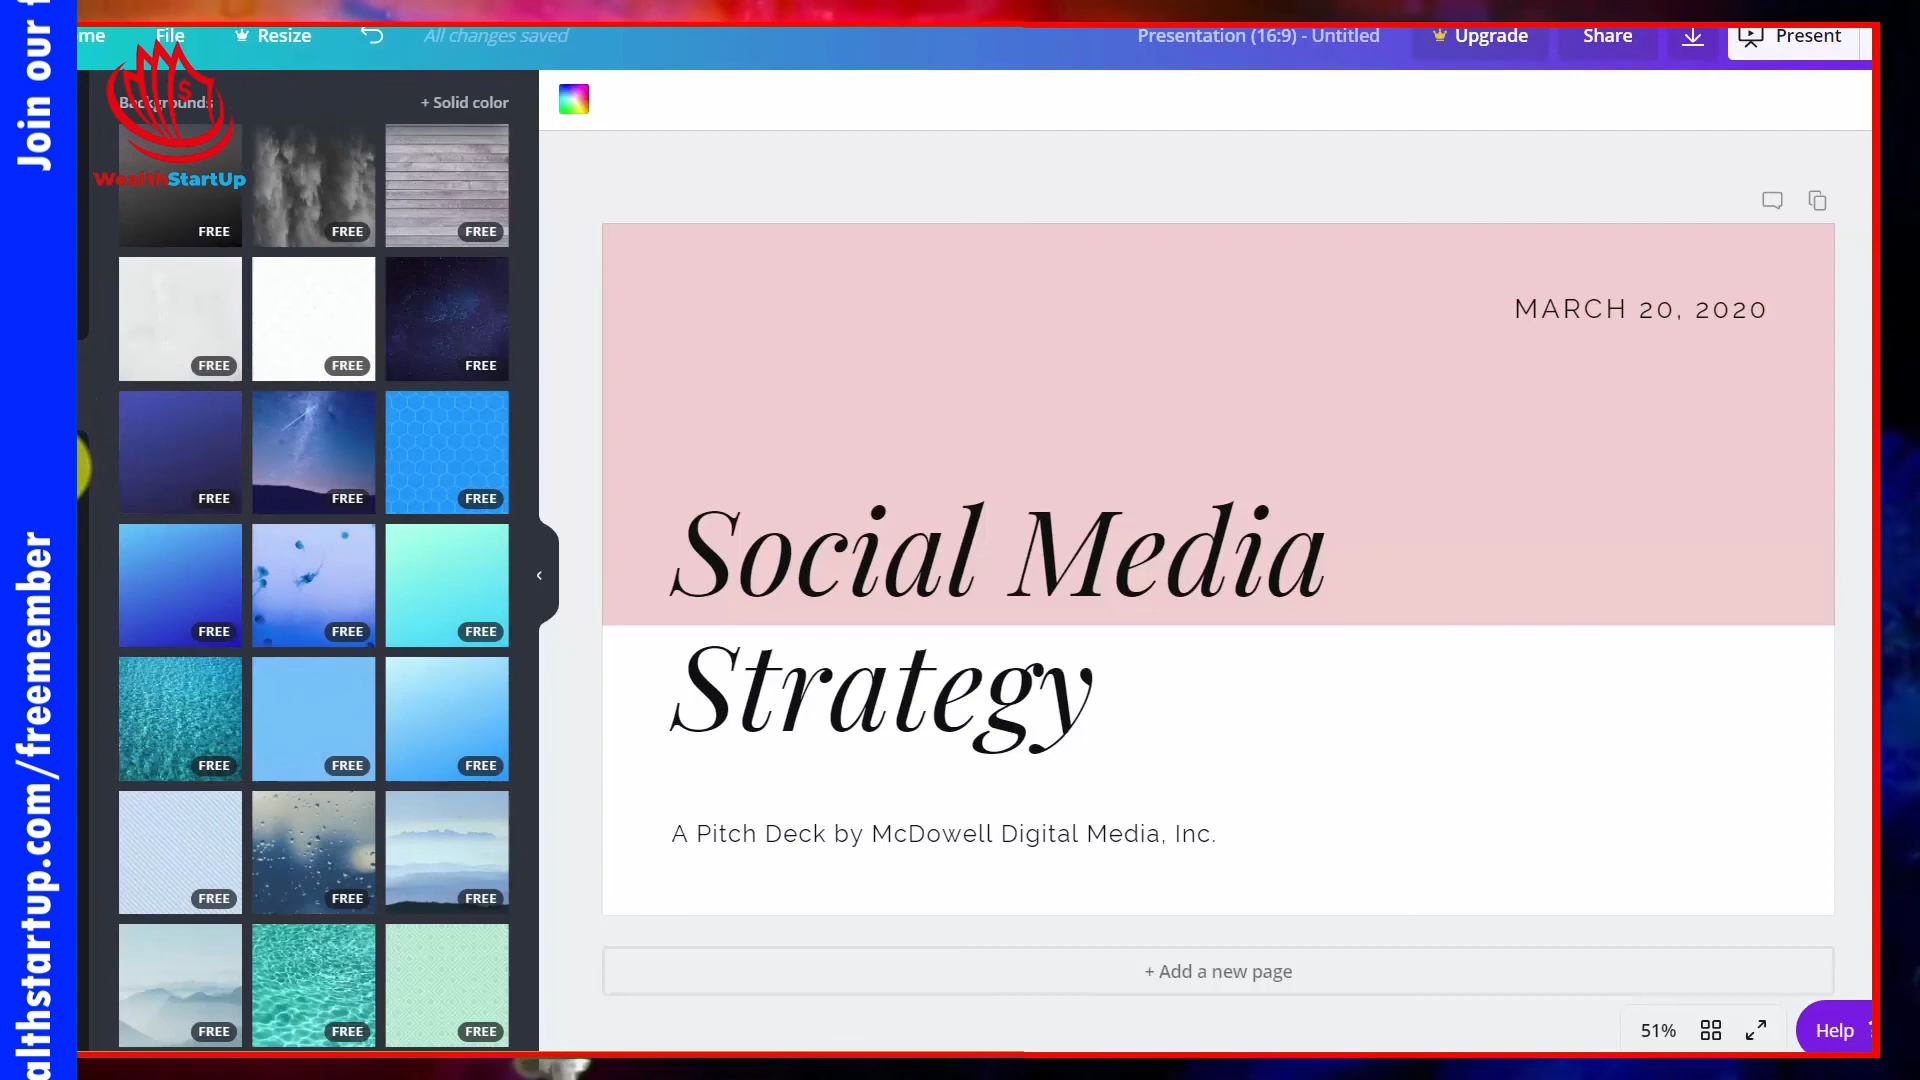 Join our f
althstartup.com/freemember
ome File Resize All changes saved Presentation (16:9) - Untitled Upgrade Share Present
Backgrounds + Solid color
$
WealthStartUp
FREE FREE FREE
FREE FREE FREE
FREE FREE FREE
FREE FREE FREE
FREE FREE FREE
FREE FREE FREE
FREE FREE FREE
MARCH 20, 2020
Social Media
Strategy
A Pitch Deck by McDowell Digital Media, Inc.
+ Add a new page
51% Help